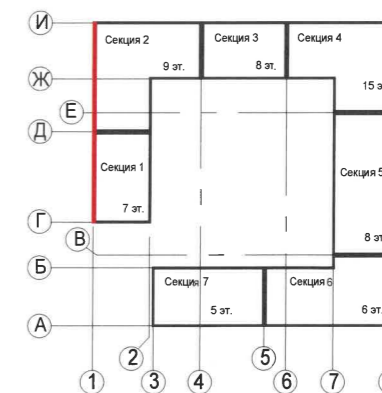 И
Секция 2
Секция 3
Секция 4
9 эт.
8 эт.
Ж
15 э
Е
Д
Секция 1
Секция 5
7 эт.
Г
В
8 эт
Б
Секция 7
Секция 6
5 эт.
6 эт.
А
2
5
1
3
4
6
7